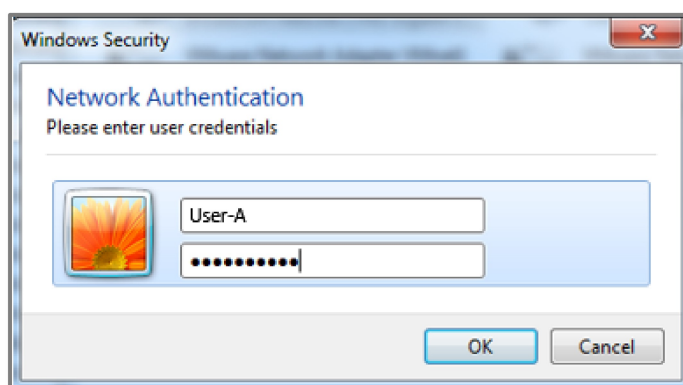 Windows Security
Network Authentication
Please enter user credentials
User-A
●●●●●●●●●●
OK
Cancel